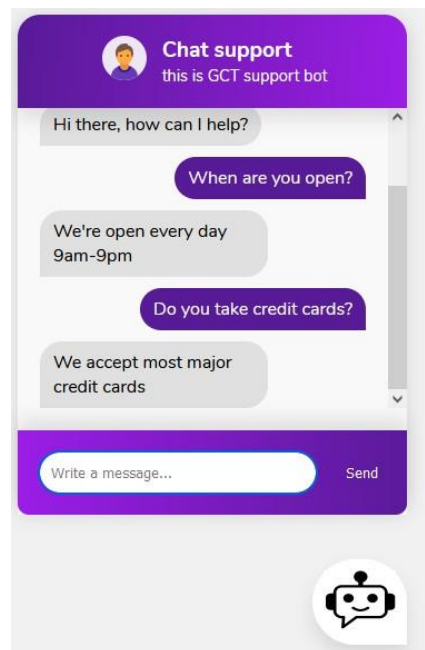 Chat support
this is GCT support bot
Hi there, how can I help?
When are you open?
We're open every day
9am-9pm
Do you take credit cards?
We accept most major
credit cards
Write a message...
Send